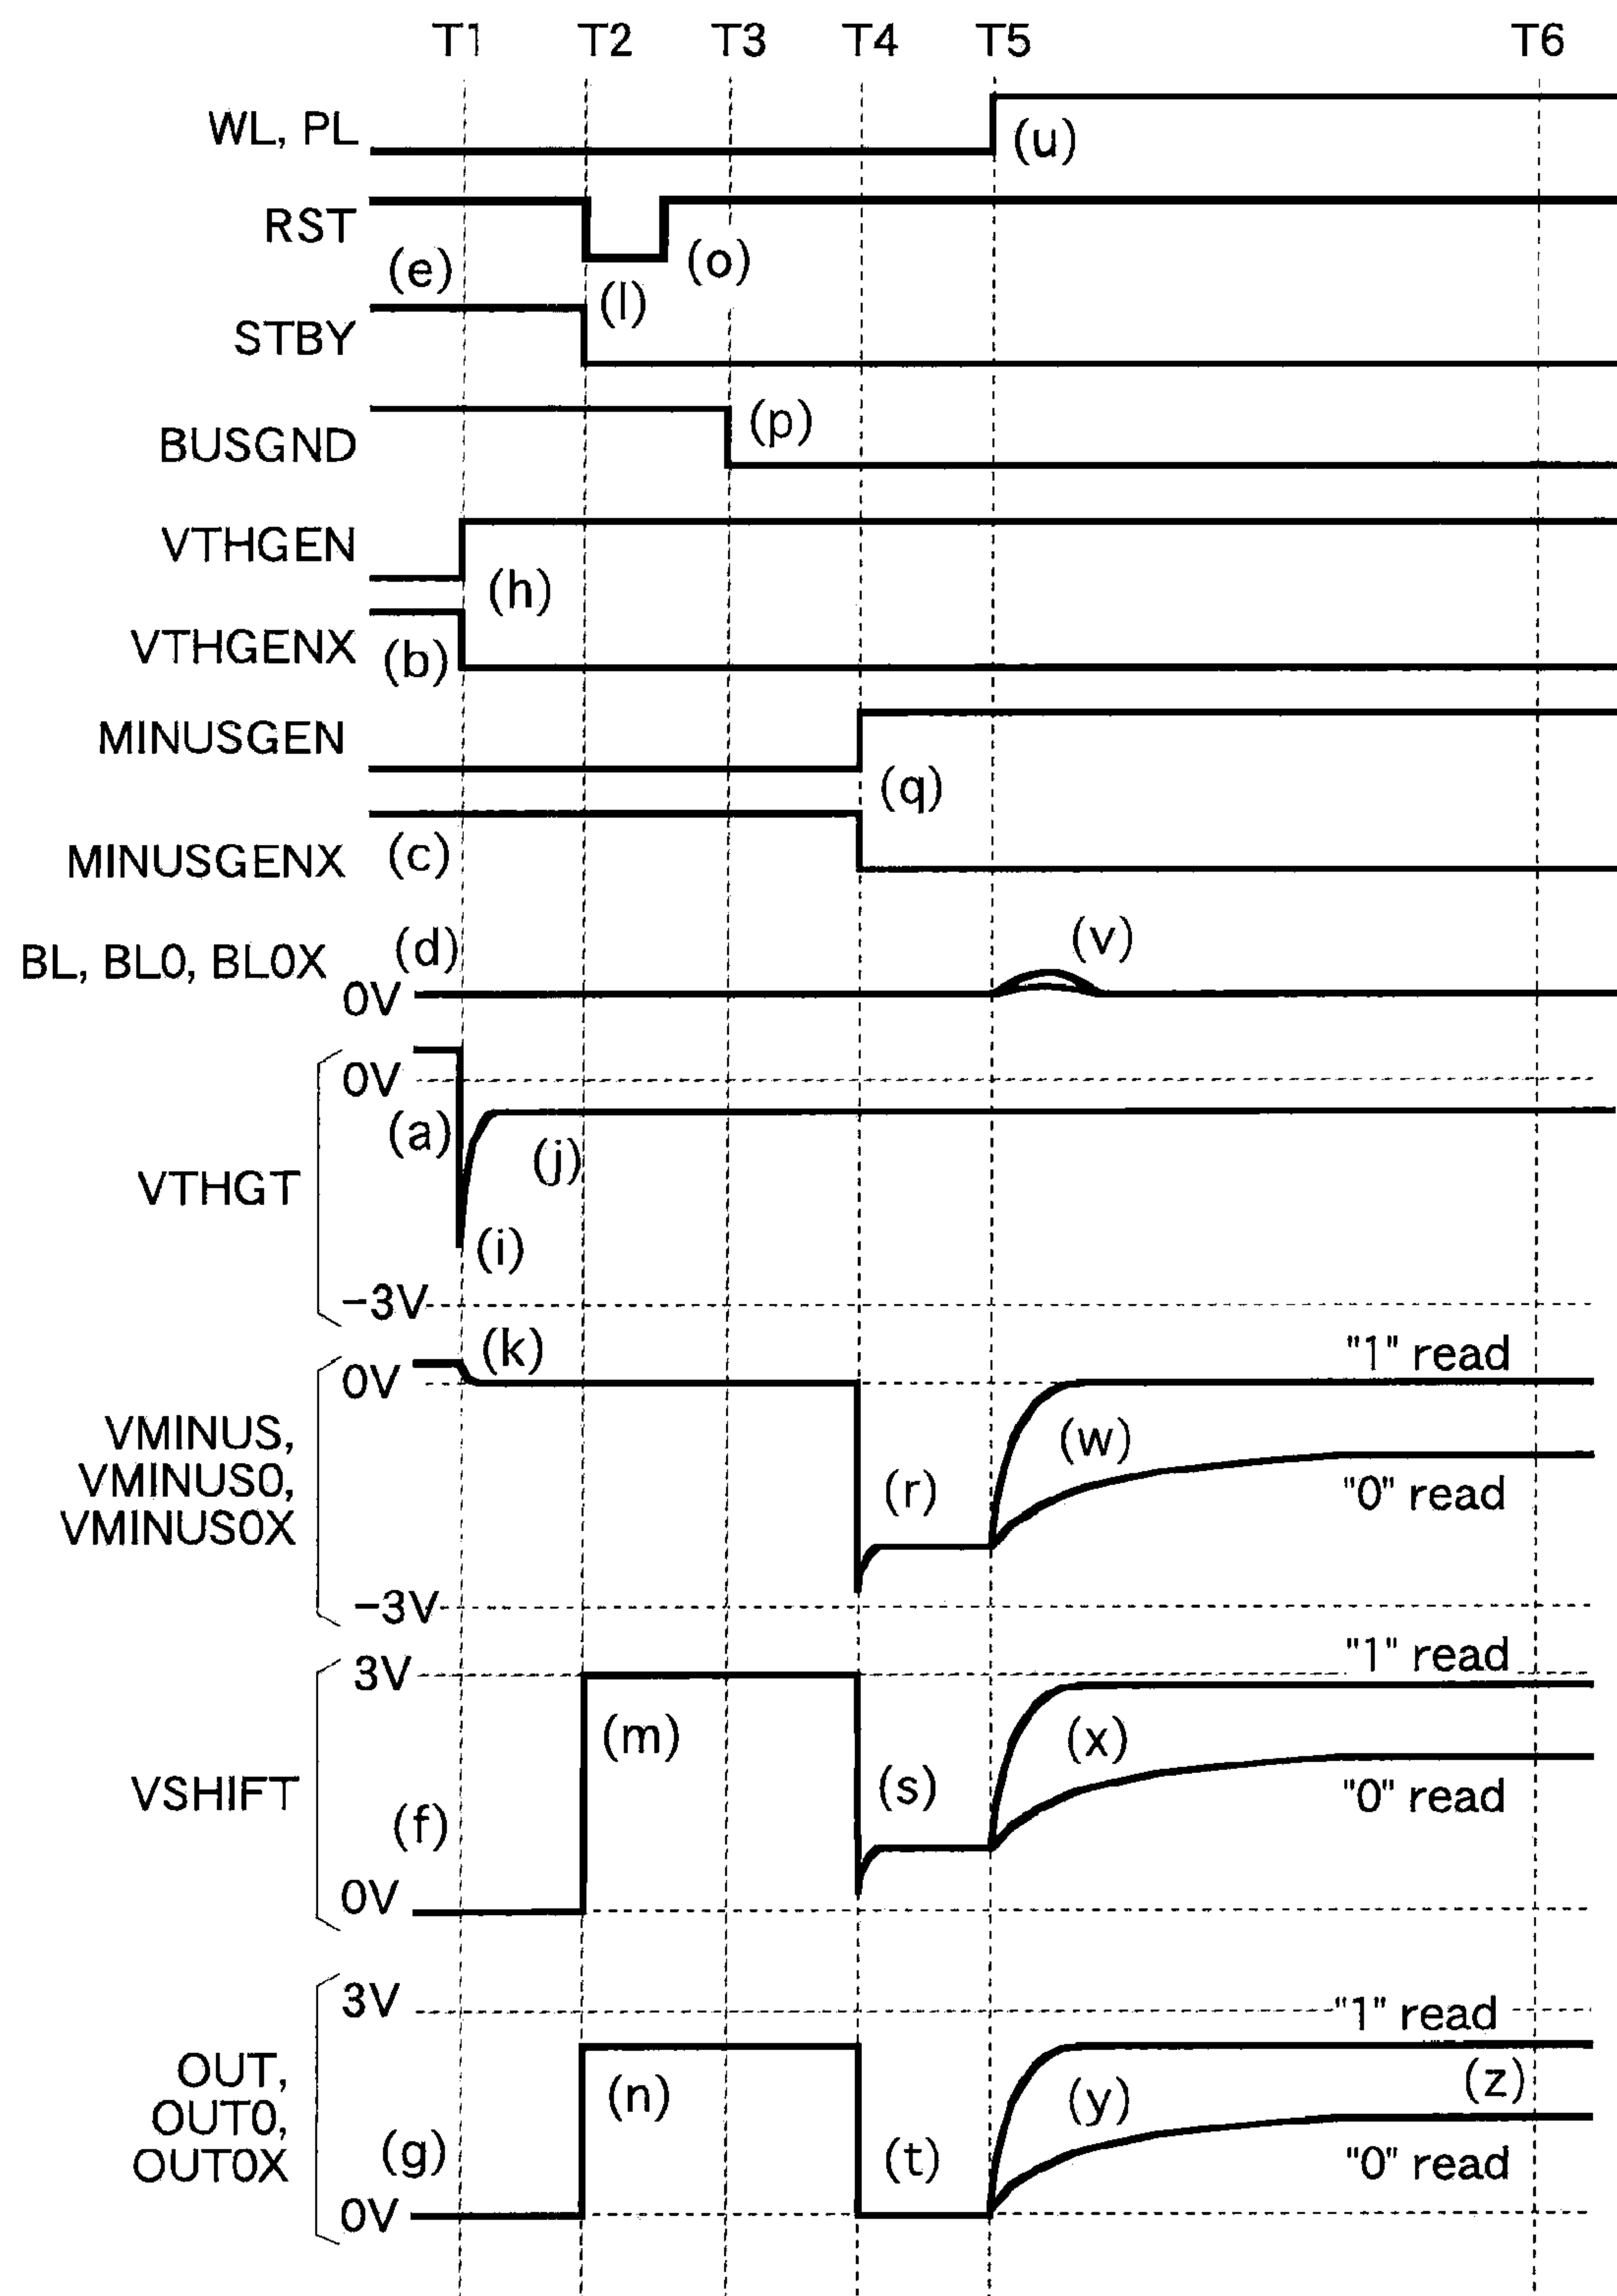 T1 T2 T3 T4 T5 T6
WL, PL
(u)
RST
(e)
(o)
(l)
STBY
BUSGND
(p)
VTHGEN
(h)
VTHGENX
(b)
MINUSGEN
(q)
MINUSGENX
(c)
BL, BL0, BL0X
(d)
(v)
0V
0V
(a)
(j)
VTHGT
(i)
-3V
(k)
"1" read
0V
VMINUS,
VMINUS0,
VMINUS0X
(w)
(r)
"0" read
-3V
"1" read
3V
(m)
(x)
(s)
VSHIFT
"0" read
(f)
0V
3V
"1" read
OUT,
OUT0,
OUT0X
(n)
(y)
(z)
(g)
(t)
"0" read
0V